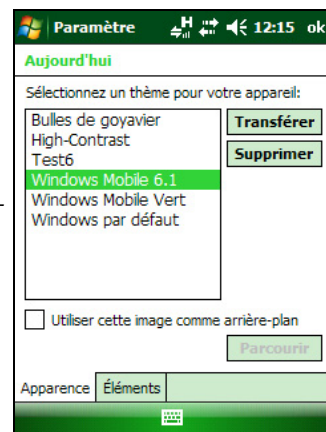 Paramètre H 12:15 ok
Aujourd'hui
Sélectionnez un thème pour votre appareil:
Bulles de goyavier
High-Contrast
Test6
Windows Mobile 6.1
Windows Mobile Vert
Windows par défaut
Transférer
Supprimer
Utiliser cette image comme arrière-plan
Parcourir
Apparence Éléments